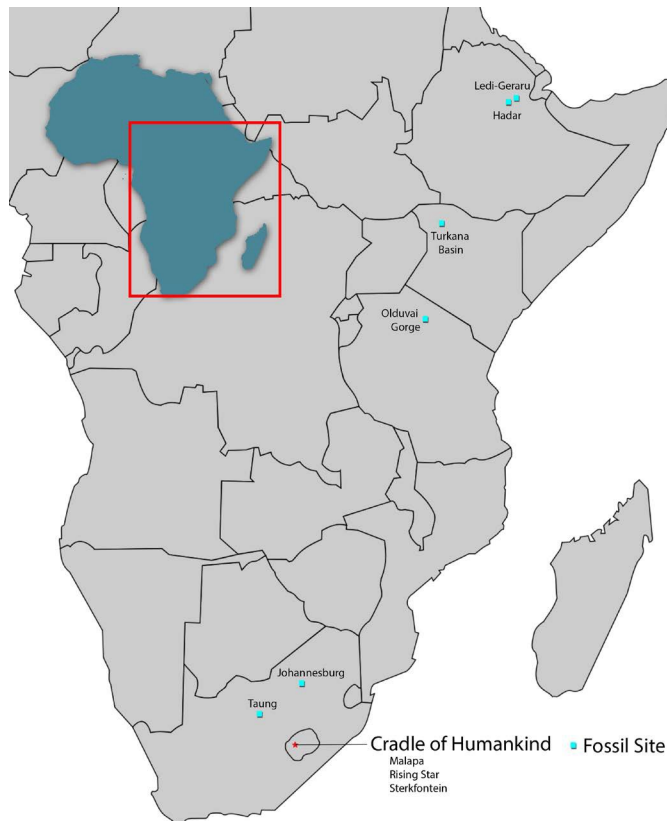 Ledi-Geraru
Hadar
Turkana
Basin
Olduvai
Gorge
Johannesburg
Taung
Cradle of Humankind
Malapa
Rising Star
Sterkfontein
Fossil Site